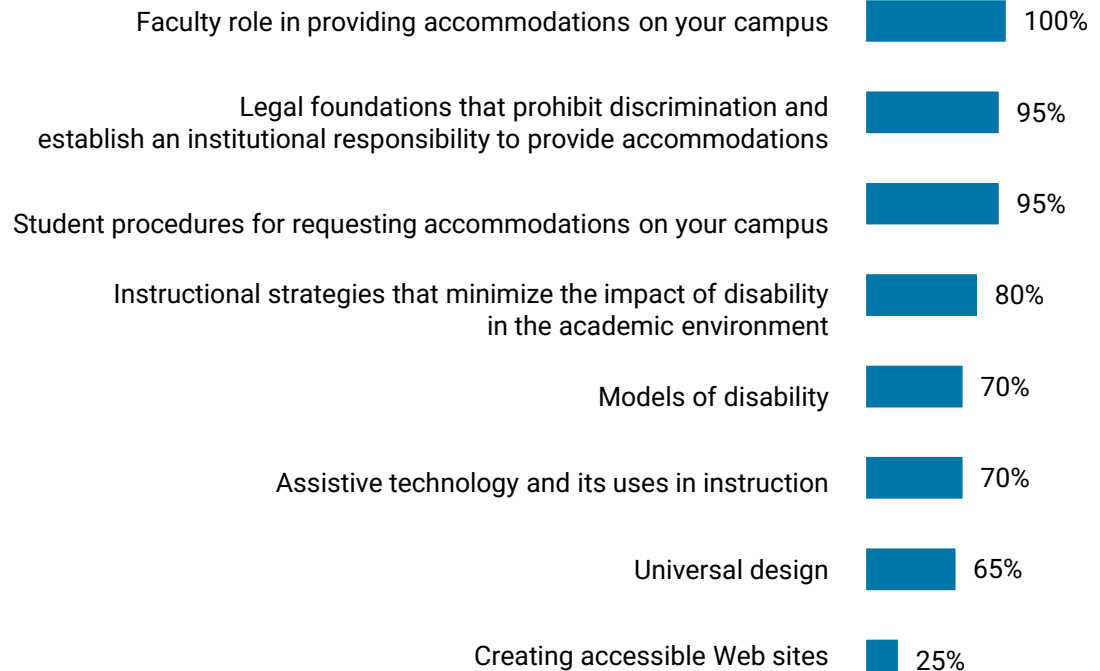 Faculty role in providing accommodations on your campus 100%
Legal foundations that prohibit discrimination and
establish an institutional responsibility to provide accommodations 95%
Student procedures for requesting accommodations on your campus 95%
Instructional strategies that minimize the impact of disability
in the academic environment 80%
Models of disability 70%
Assistive technology and its uses in instruction 70%
Universal design 65%
Creating accessible Web sites 25%